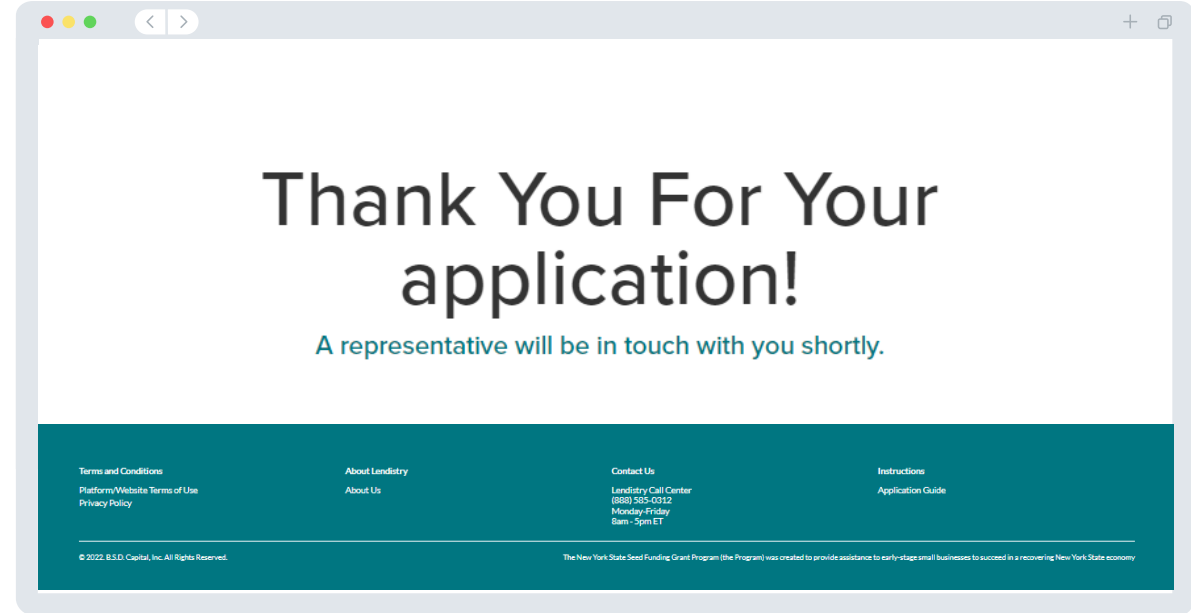 Thank You For Your
application!
A representative will be in touch with you shortly.
Terms and Conditions
Platform/Website Terms of Use
Privacy Policy
About Lendistry
About Us
Contact Us
Lendistry Call Center
(888) 585-0312
Monday-Friday
8am - 5pm ET
Instructions
Application Guide
© 2022. B.S.D. Capital, Inc. All Rights Reserved.
The New York State Seed Funding Grant Program (the Program) was created to provide assistance to early-stage small businesses to succeed in a recovering New York State economy